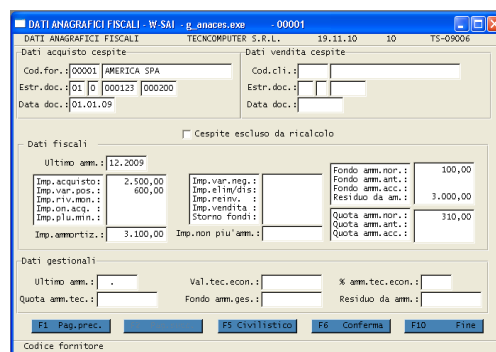 DATI ANAGRAFICI FISCALI - W-SAI - g_anaces.exe - 00001
DATI ANAGRAFICI FISCALI TECNCOMPUTER S.R.L. 19.11.10 10 TS-09006
Dati acquisto cespite
Cod.for.: 00001 AMERICA SPA
Estr.doc.: 01 0 000123 000200
Data doc.: 01.01.09
Dati vendita cespite
Cod.cli.:
Estr.doc.:
Data doc.:
Cespite escluso da ricalcolo
Dati fiscali
Ultimo amm.: 12.2009
Imp.acquisto: 2.500,00
Imp.var.pos.: 600,00
Imp.riv.mon.:
Imp.on.acq. :
Imp.plu.min.:
Imp.ammortiz.: 3.100,00
Imp.var.neg.:
Imp.elim/dis:
Imp.reinv. :
Imp.vendita :
Storno fondi:
Imp.non piu'amm.:
Fondo amm.nor.: 100,00
Fondo amm.ant.:
Fondo amm.acc.:
Residuo da am.: 3.000,00
Quota amm.nor.: 310,00
Quota amm.ant.:
Quota amm.acc.:
Dati gestionali
Ultimo amm.: . Val.tec.econ.: % amm.tec.econ.:
Quota amm.tec.: Fondo amm.ges.: Residuo da amm.:
F1 Pag.prec. F5 Civilistico F6 Conferma F10 Fine
Codice fornitore